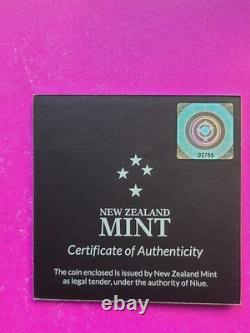 02755
NEW ZEALAND
MINT
Certificate of Authenticity
The coin enclosed is issued by New Zealand Mint
as legal tender, under the authority of Niue.